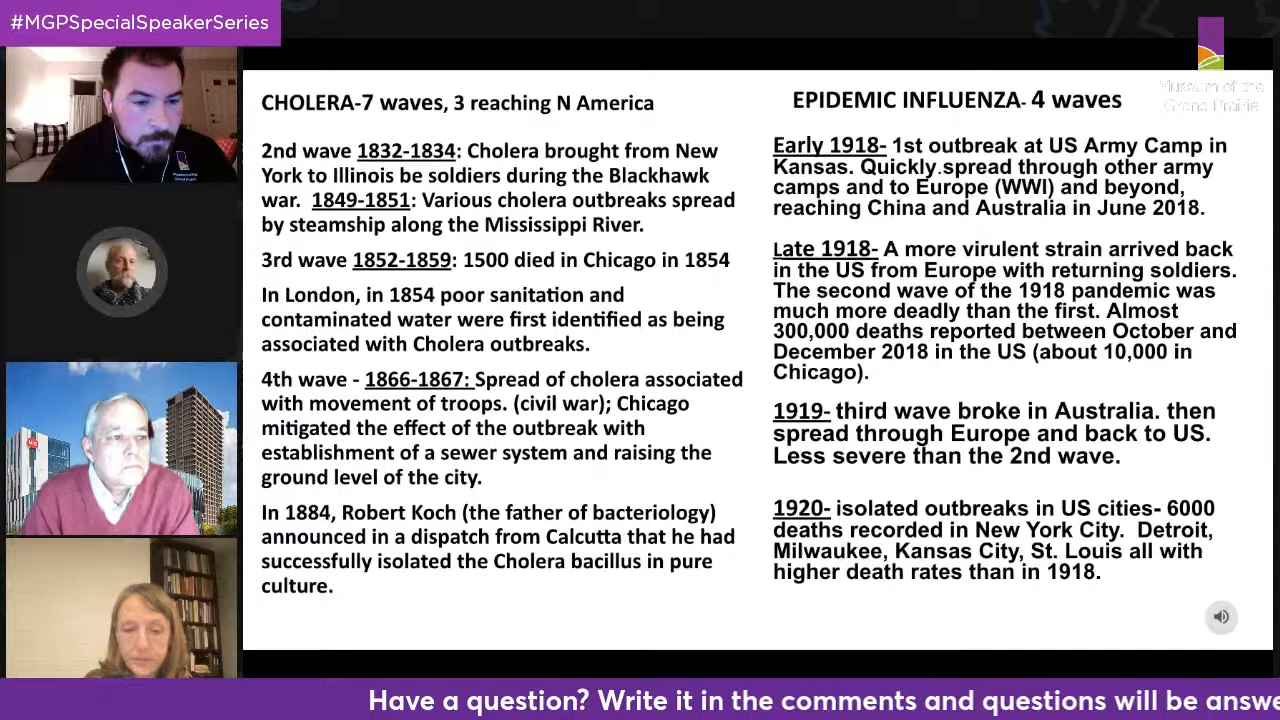 #MGPSpecialSpeakerSeries
Museum of the
Grand Prairie
CHOLERA-7 waves, 3 reaching N America
2nd wave 1832-1834: Cholera brought from New
York to Illinois be soldiers during the Blackhawk
war. 1849-1851: Various cholera outbreaks spread
by steamship along the Mississippi River.
3rd wave 1852-1859: 1500 died in Chicago in 1854
In London, in 1854 poor sanitation and
contaminated water were first identified as being
associated with Cholera outbreaks.
4th wave - 1866-1867: Spread of cholera associated
with movement of troops. (civil war); Chicago
mitigated the effect of the outbreak with
establishment of a sewer system and raising the
ground level of the city.
In 1884, Robert Koch (the father of bacteriology)
announced in a dispatch from Calcutta that he had
successfully isolated the Cholera bacillus in pure
culture.
EPIDEMIC INFLUENZA- 4 waves
Early 1918- 1st outbreak at US Army Camp in
Kansas. Quickly.spread through other army
camps and to Europe (WWI) and beyond,
reaching China and Australia in June 2018.
Late 1918- A more virulent strain arrived back
in the US from Europe with returning soldiers.
The second wave of the 1918 pandemic was
much more deadly than the first. Almost
300,000 deaths reported between October and
December 2018 in the US (about 10,000 in
Chicago).
1919- third wave broke in Australia. then
spread through Europe and back to US.
Less severe than the 2nd wave.
1920- isolated outbreaks in US cities- 6000
deaths recorded in New York City. Detroit,
Milwaukee, Kansas City, St. Louis all with
higher death rates than in 1918.
Have a question? Write it in the comments and questions will be answe